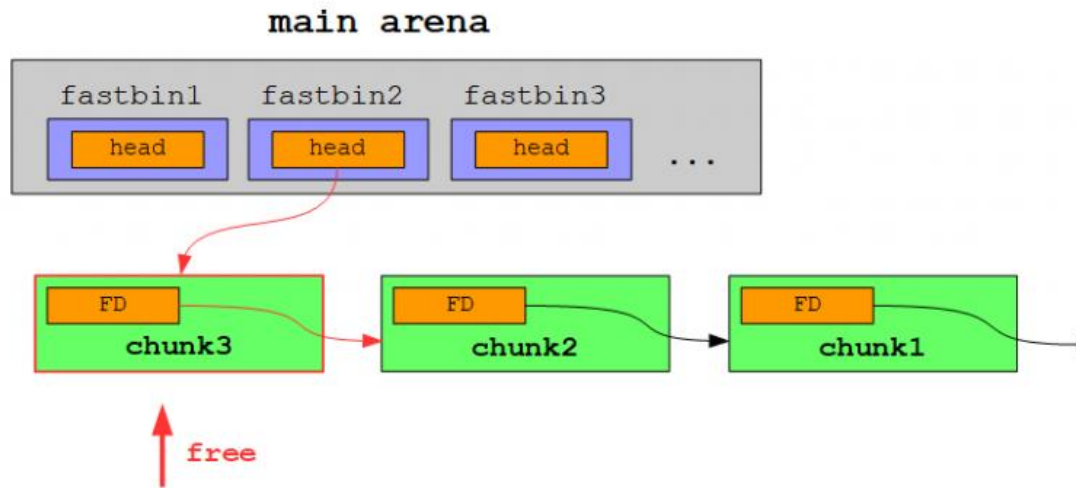 main arena
fastbin1 fastbin2 fastbin3
head head head ...
FD FD FD
chunk3 chunk2 chunk1
free